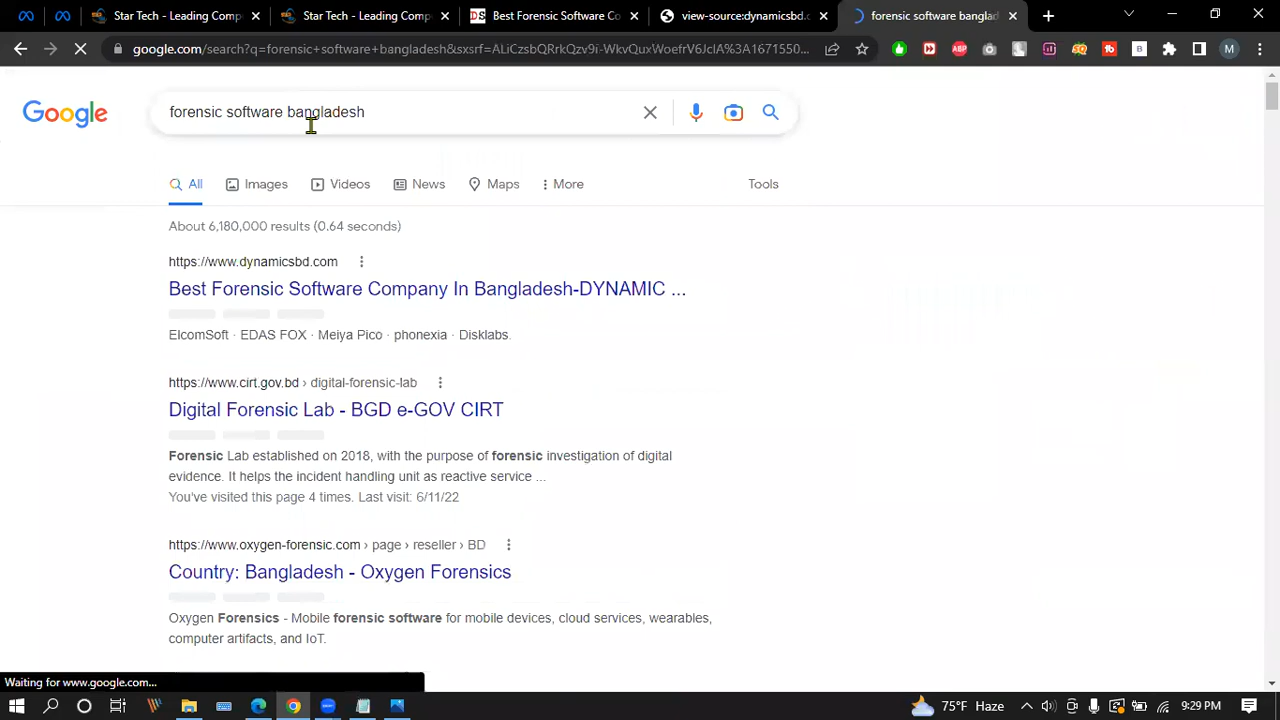 Star Tech - Leading Comp
Star Tech - Leading Comp
DS Best Forensic Software Co
view-source:dynamicsbd.c
forensic software banglad
google.com/search?q=forensic+software+bangladesh&sxsrf=ALiCzsbQRrkQzv9i-WkvQuxWoefrV6JcIA%3A1671550...
Google
forensic software bangladesh
All
Images
Videos
News
Maps
More
Tools
About 6,180,000 results (0.64 seconds)
https://www.dynamicsbd.com
Best Forensic Software Company In Bangladesh-DYNAMIC ...
ElcomSoft · EDAS FOX · Meiya Pico · phonexia · Disklabs.
https://www.cirt.gov.bd › digital-forensic-lab
Digital Forensic Lab - BGD e-GOV CIRT
Forensic Lab established on 2018, with the purpose of forensic investigation of digital
evidence. It helps the incident handling unit as reactive service ...
You've visited this page 4 times. Last visit: 6/11/22
https://www.oxygen-forensic.com › page › reseller › BD
Country: Bangladesh - Oxygen Forensics
Oxygen Forensics - Mobile forensic software for mobile devices, cloud services, wearables,
computer artifacts, and IoT.
Waiting for www.google.com...
75°F Haze
9:29 PM